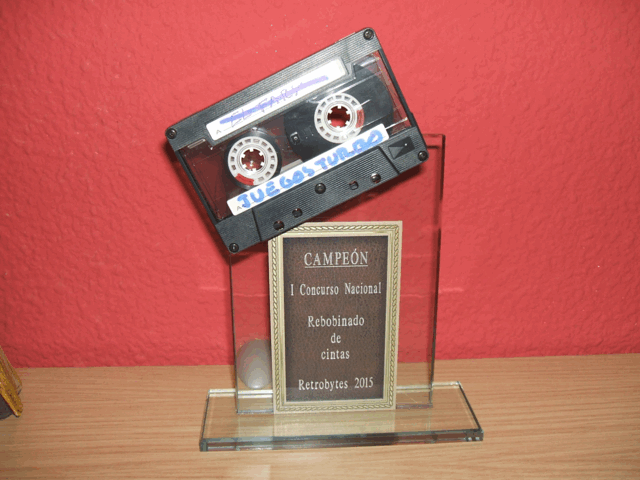 JUEGOS TURBO
CAMPEÓN
I Concurso Nacional
Rebobinado
de
cintas
Retrobytes 2015